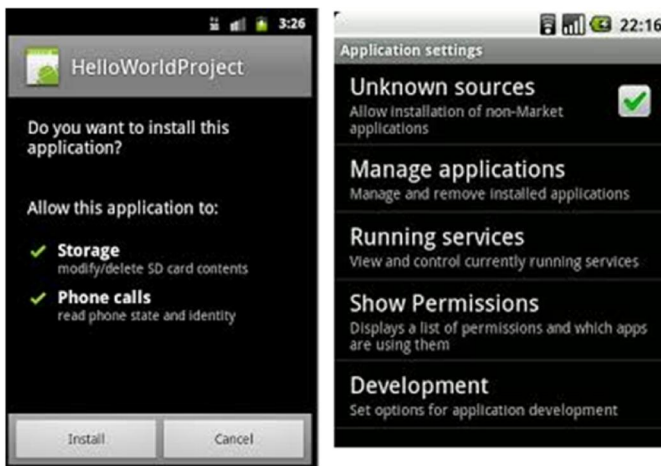 3:26
HelloWorldProject
Do you want to install this
application?
Allow this application to:
Storage
modify/delete SD card contents
Phone calls
read phone state and identity
Install
Cancel
22:16
Application settings
Unknown sources
Allow installation of non-Market
applications
Manage applications
Manage and remove installed applications
Running services
View and control currently running services
Show Permissions
Displays a list of permissions and which apps
are using them
Development
Set options for application development